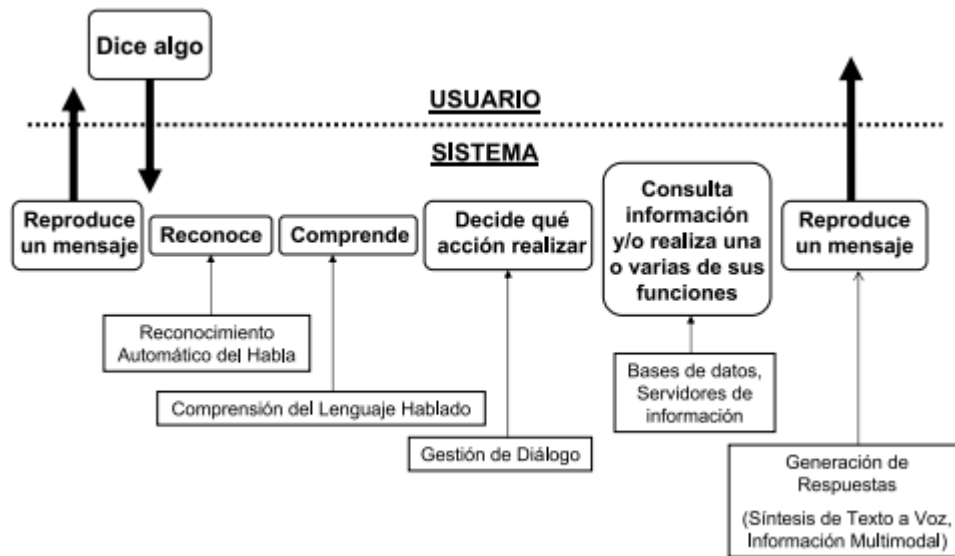 Dice algo
USUARIO
SISTEMA
Reproduce
un mensaje
Reconoce
Comprende
Decide qué
acción realizar
Consulta
información
y/o realiza una
o varias de sus
funciones
Reproduce
un mensaje
Reconocimiento
Automático del Habla
Comprensión del Lenguaje Hablado
Gestión de Diálogo
Bases de datos,
Servidores de
información
Generación de
Respuestas
(Síntesis de Texto a Voz,
Información Multimodal)